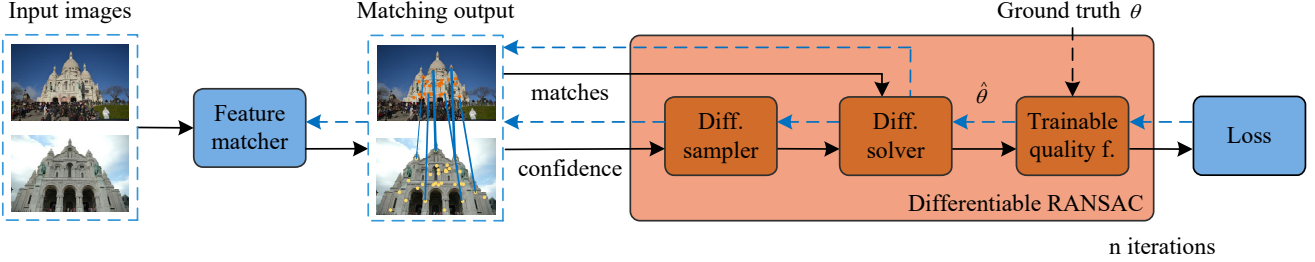 Input images
Matching output
Ground truth θ
Feature
matcher
matches
confidence
Diff.
sampler
Diff.
solver
θ̂
Trainable
quality f.
Loss
Differentiable RANSAC
n iterations